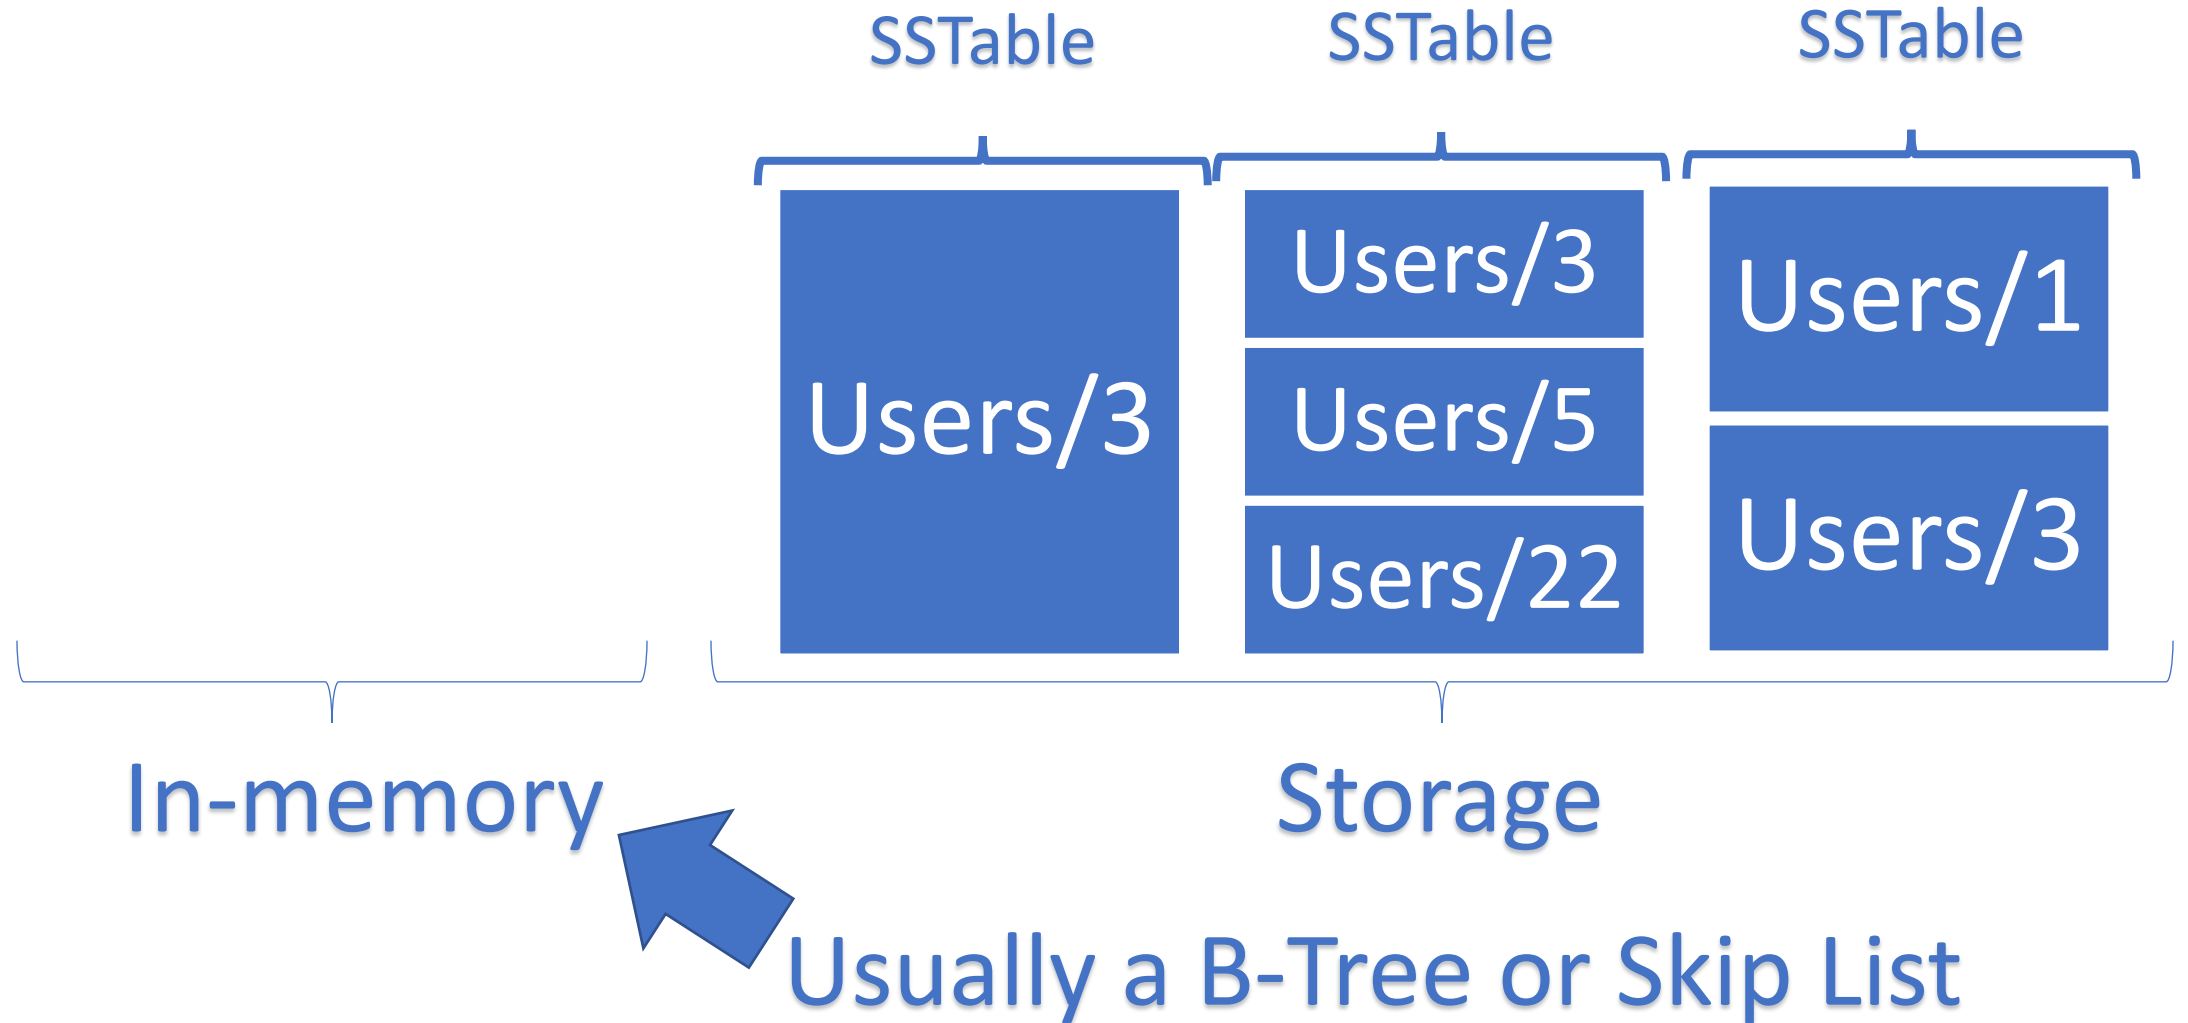 SSTable
SSTable
SSTable
Users/3
Users/3
Users/5
Users/22
Users/1
Users/3
In-memory
Storage
Usually a B-Tree or Skip List